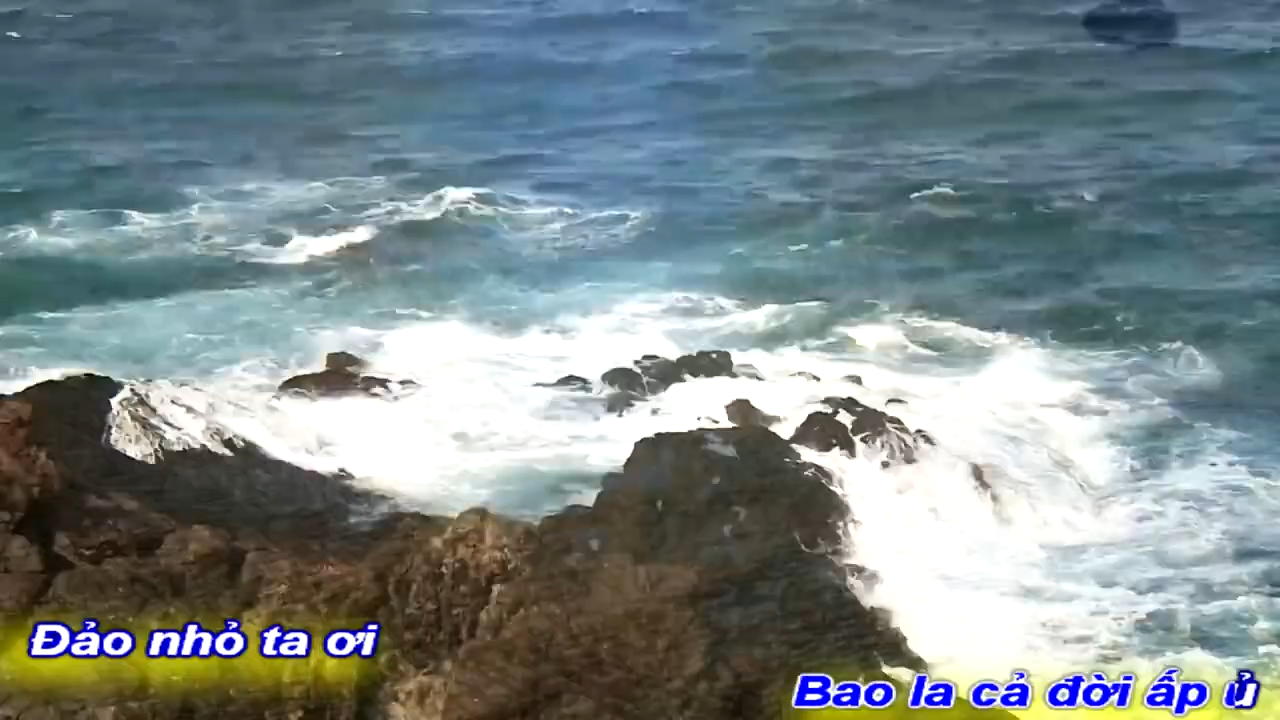 Đảo nhỏ ta ơi
Bao la cả đời ấp ủ